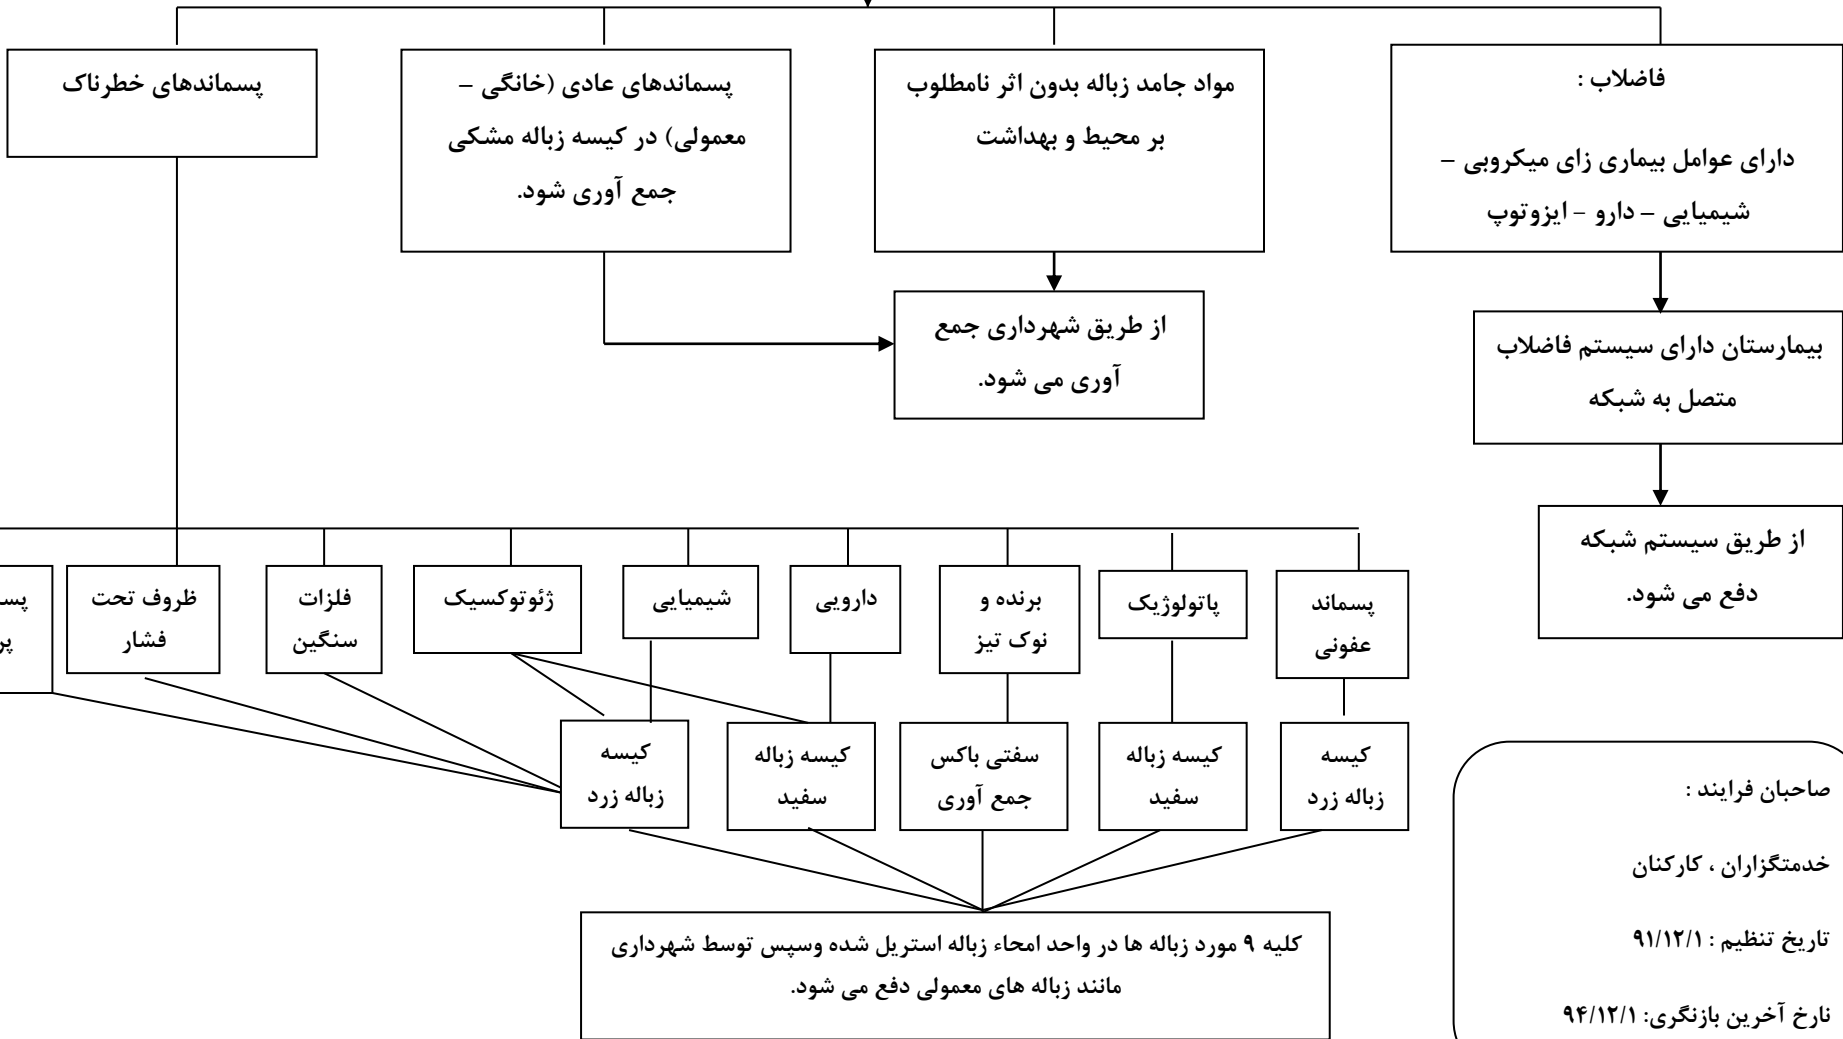 فاضلاب :
دارای عوامل بیماری زای میکروبی –
شیمیایی – دارو - ایزوتوپ
مواد جامد زباله بدون اثر نامطلوب
بر محیط و بهداشت
پسماندهای عادی (خانگی –
معمولی) در کیسه زباله مشکی
جمع آوری شود.
پسماندهای خطرناک
از طریق شهرداری جمع
آوری می شود.
بیمارستان دارای سیستم فاضلاب
متصل به شبکه
از طریق سیستم شبکه
دفع می شود.
پسماند
عفونی
پاتولوژیک
برنده و
نوک تیز
دارویی
شیمیایی
ژئوتوکسیک
فلزات
سنگین
ظروف تحت
فشار
کیسه
زباله زرد
کیسه زباله
سفید
سفتی باکس
جمع آوری
کیسه زباله
سفید
کیسه
زباله زرد
کلیه ۹ مورد زباله ها در واحد امحاء زباله استریل شده وسپس توسط شهرداری
مانند زباله های معمولی دفع می شود.
صاحبان فرایند :
خدمتگزاران ، کارکنان
تاریخ تنظیم : ۹۱/۱۲/۱
نارخ آخرین بازنگری: ۹۴/۱۲/۱